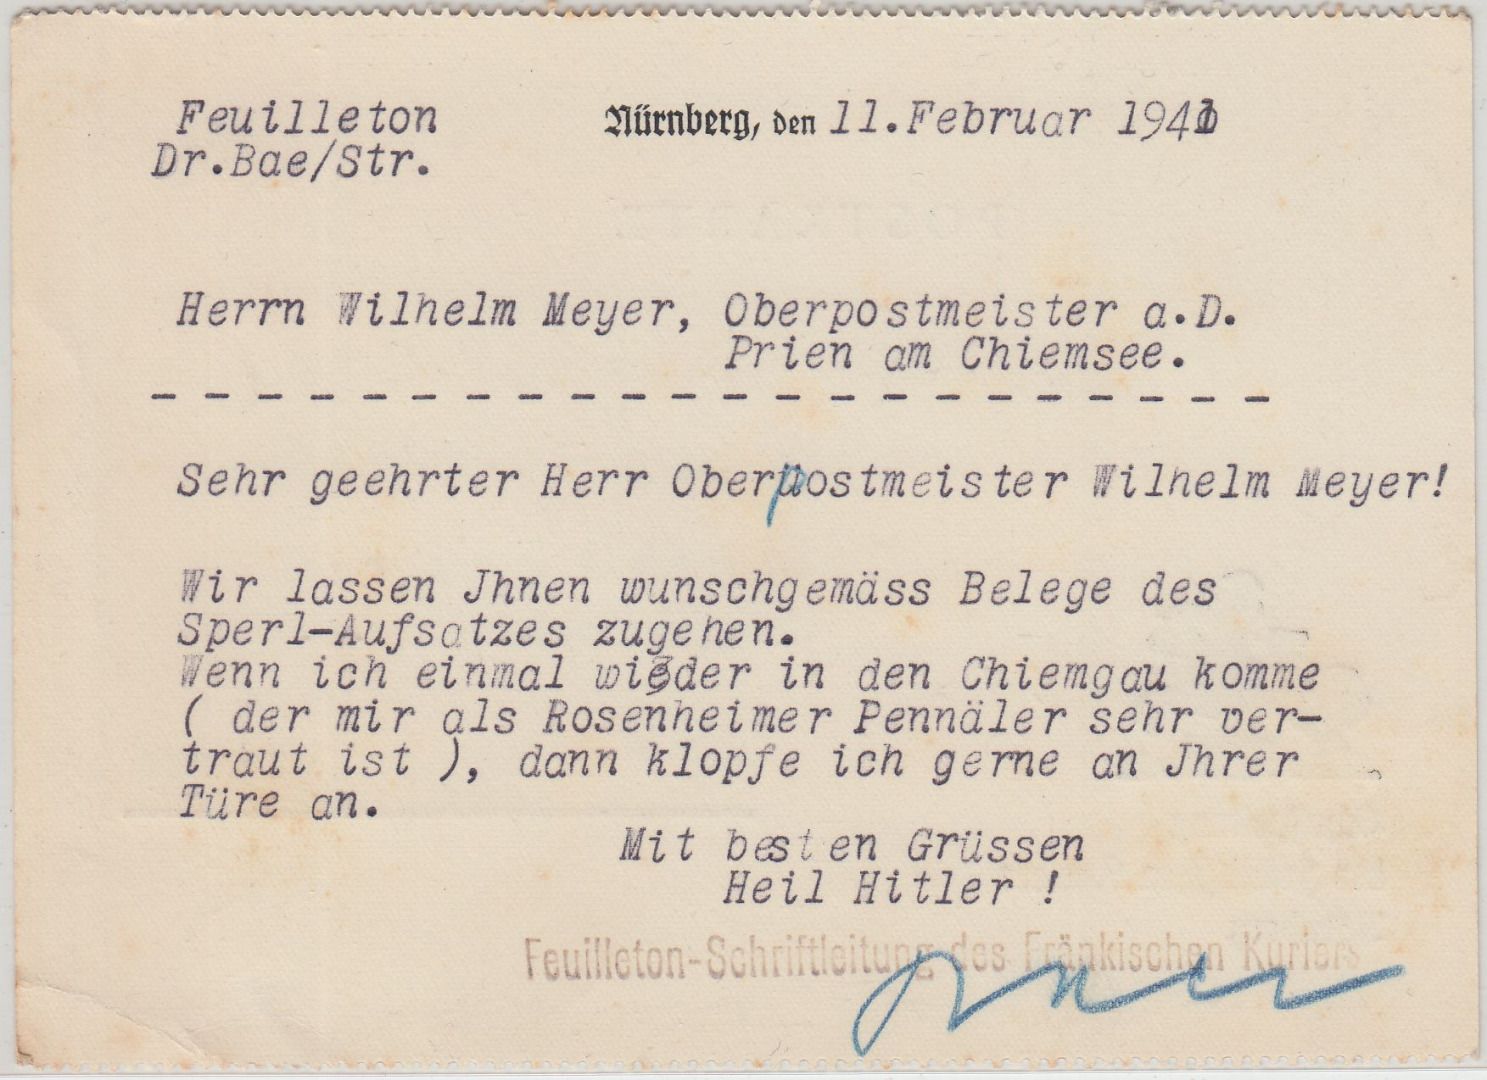 Feuilleton
Nürnberg, den 11.Februar 1941
Dr.Bae/Str.
Herrn Wilhelm Meyer, Oberpostmeister a.D.
Prien am Chiemsee.
- - - - - - - - - - - - - - - - - - - - - -
Sehr geehrter Herr Oberpostmeister Wilhelm Meyer!
Wir lassen Jhnen wunschgemäss Belege des
Sperl-Aufsatzes zugehen.
Wenn ich einmal wieder in den Chiemgau komme
( der mir als Rosenheimer Pennäler sehr ver-
traut ist ), dann klopfe ich gerne an Jhrer
Türe an.
Mit besten Grüssen
Heil Hitler !
Feuilleton-Schriftleitung des Fränkischen Kuriers